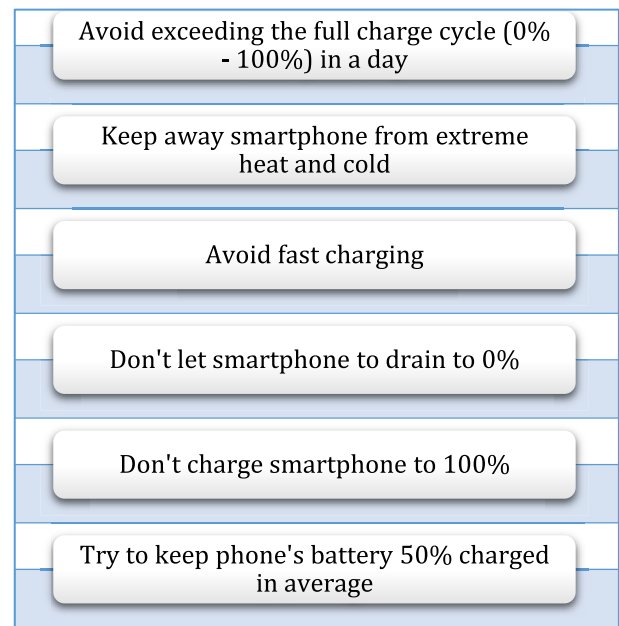 Avoid exceeding the full charge cycle (0%
- 100%) in a day
Keep away smartphone from extreme
heat and cold
Avoid fast charging
Don't let smartphone to drain to 0%
Don't charge smartphone to 100%
Try to keep phone's battery 50% charged
in average